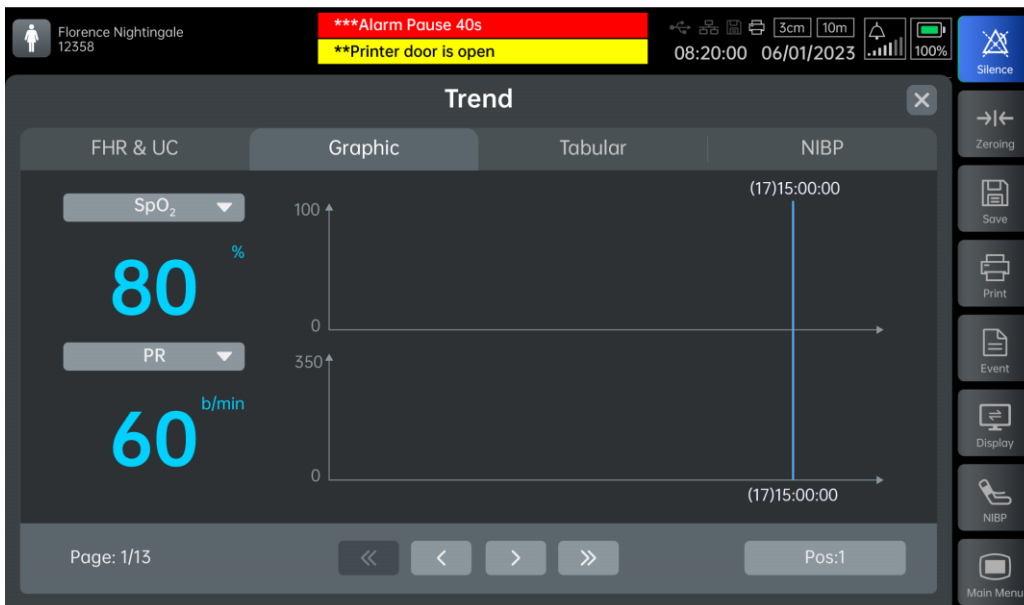 Florence Nightingale
12358
***Alarm Pause 40s
**Printer door is open
3cm
10m
08:20:00 06/01/2023
100%
Silence
Trend
Zeroing
FHR & UC
Graphic
Tabular
NIBP
SpO₂
%
80
100
0
(17)15:00:00
Save
Print
PR
b/min
60
350
0
(17)15:00:00
Event
Display
NIBP
Page: 1/13
Pos:1
Main Menu